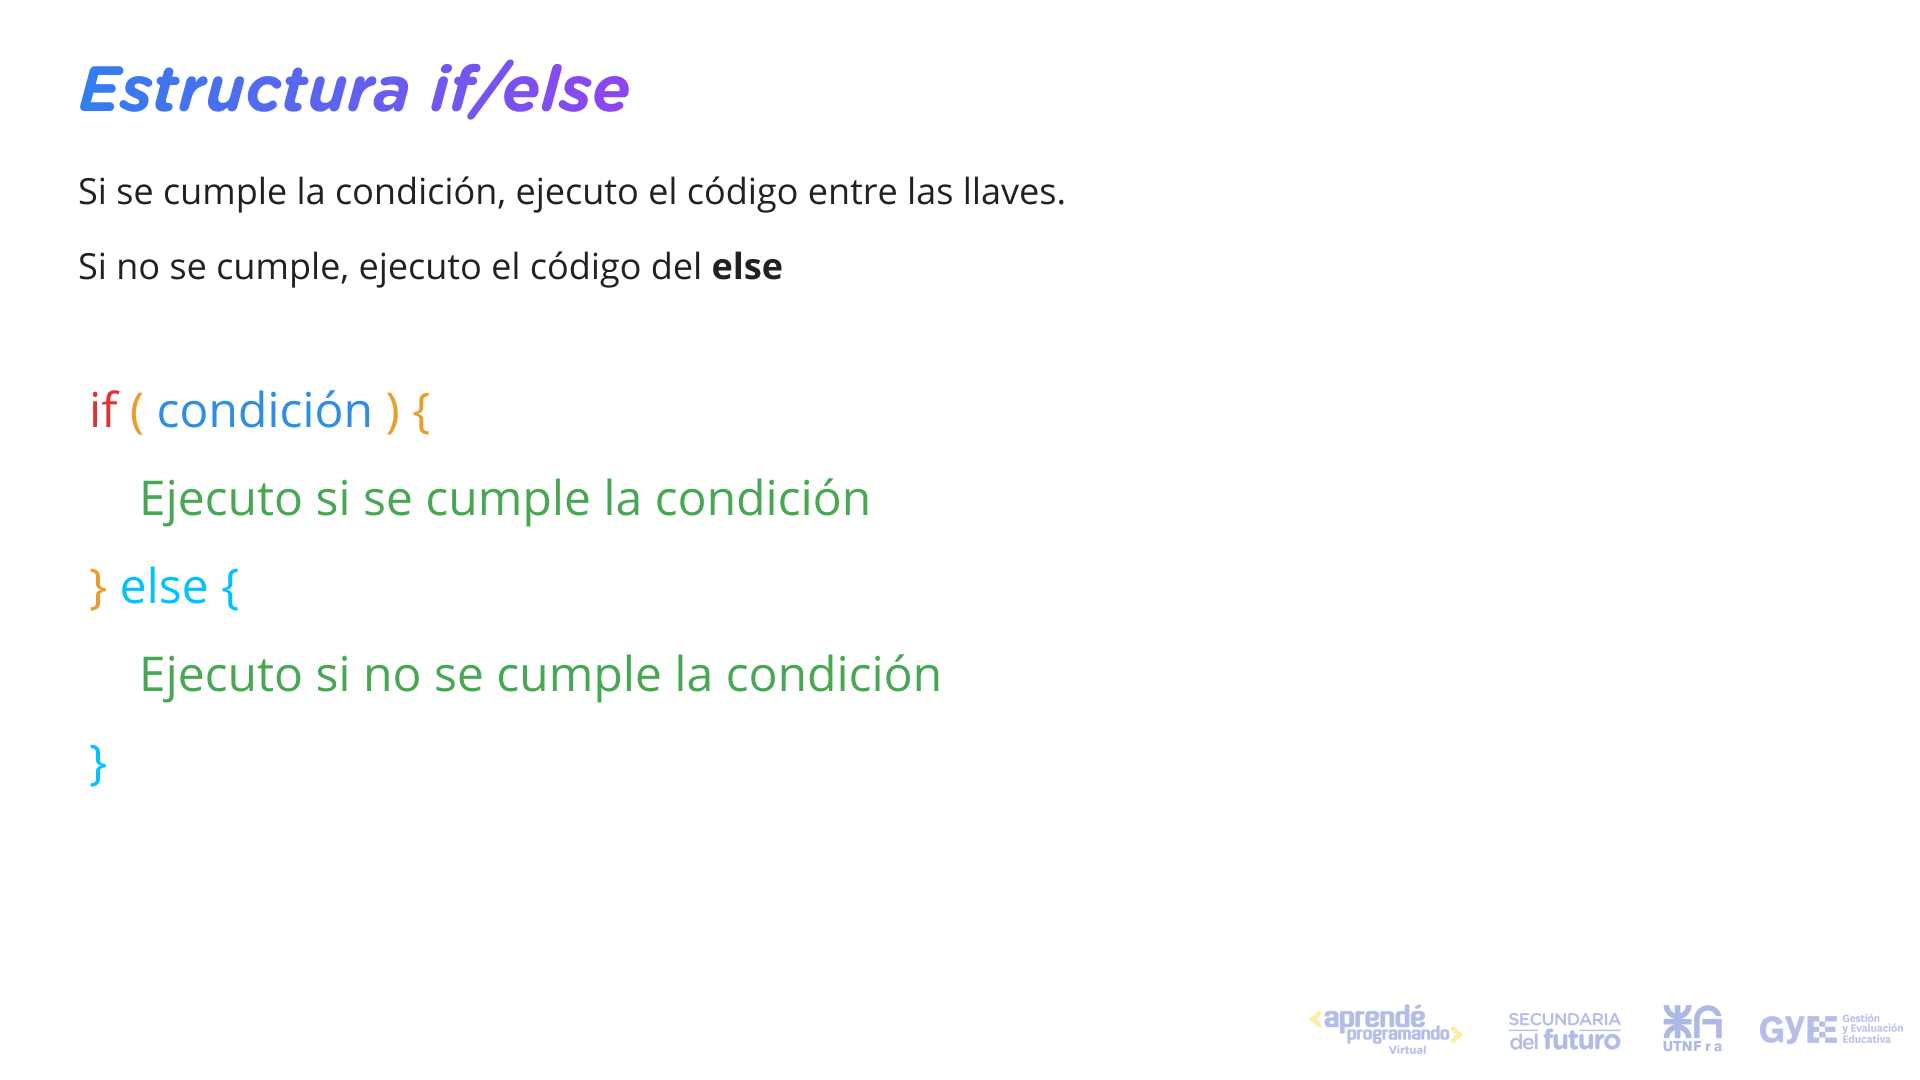 Estructura if/else
Si se cumple la condición, ejecuto el código entre las llaves.
Si no se cumple, ejecuto el código del else
if ( condición ) {
Ejecuto si se cumple la condición
} else {
Ejecuto si no se cumple la condición
}
<aprendé
programando>
Virtual
SECUNDARIA
del futuro
UTNFra
GYEE
Gestión
y Evaluación
Educativa